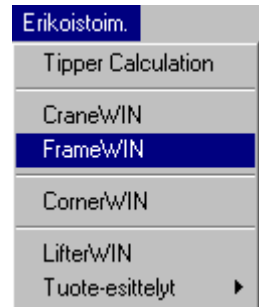 Erikoistoim.
Tipper Calculation
CraneWIN
FrameWIN
CornerWIN
LifterWIN
Tuote-esittelyt